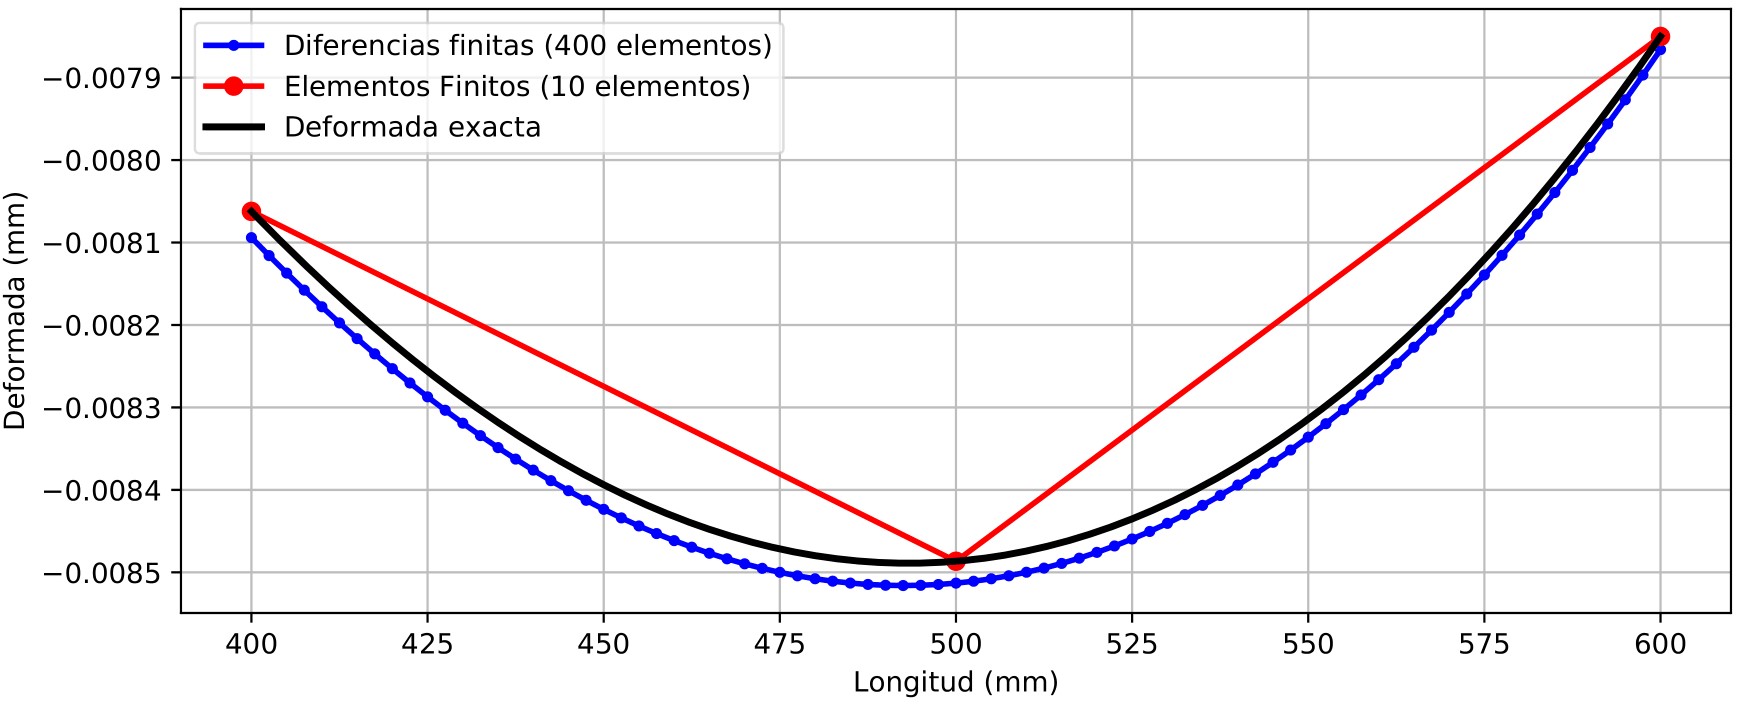 Diferencias finitas (400 elementos)
Elementos Finitos (10 elementos)
Deformada exacta
−0.0079
−0.0080
−0.0081
−0.0082
−0.0083
−0.0084
−0.0085
Deformada (mm)
400 425 450 475 500 525 550 575 600
Longitud (mm)